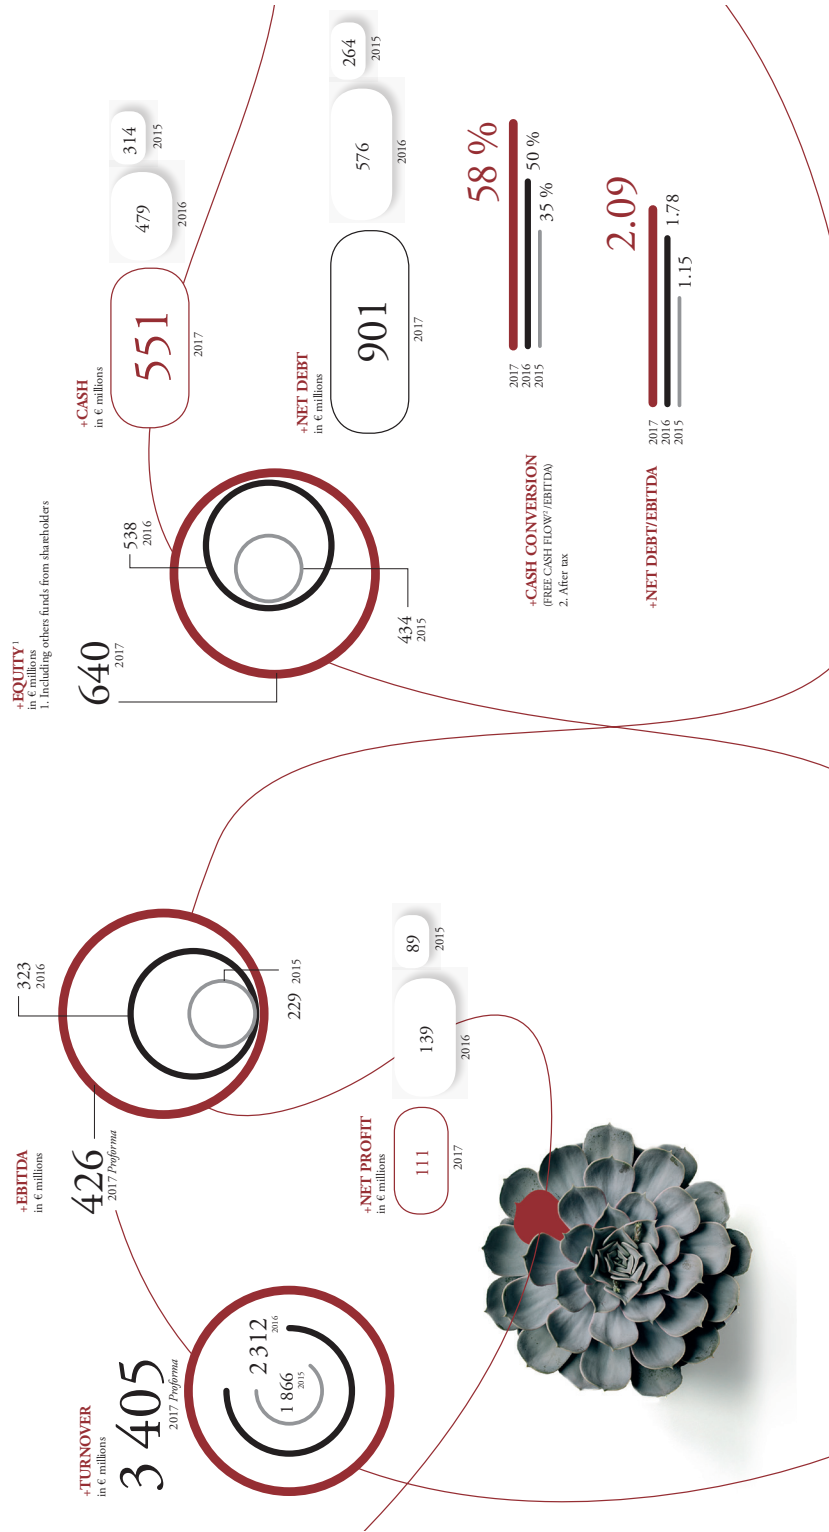 +TURNOVER
in € millions
3 405
2017 Proforma
2 312
2016
1 866
2015
+EBITDA
in € millions
426
2017 Proforma
323
2016
229
2015
+NET PROFIT
in € millions
111
2017
139
2016
89
2015
+EQUITY¹
in € millions
1. Including others funds from shareholders
640
2017
538
2016
434
2015
+CASH
in € millions
551
2017
479
2016
314
2015
+NET DEBT
in € millions
901
2017
576
2016
264
2015
+CASH CONVERSION
(FREE CASH FLOW²/EBITDA)
2. After tax
2017
58 %
2016
50 %
2015
35 %
+NET DEBT/EBITDA
2017
2.09
2016
1.78
2015
1.15